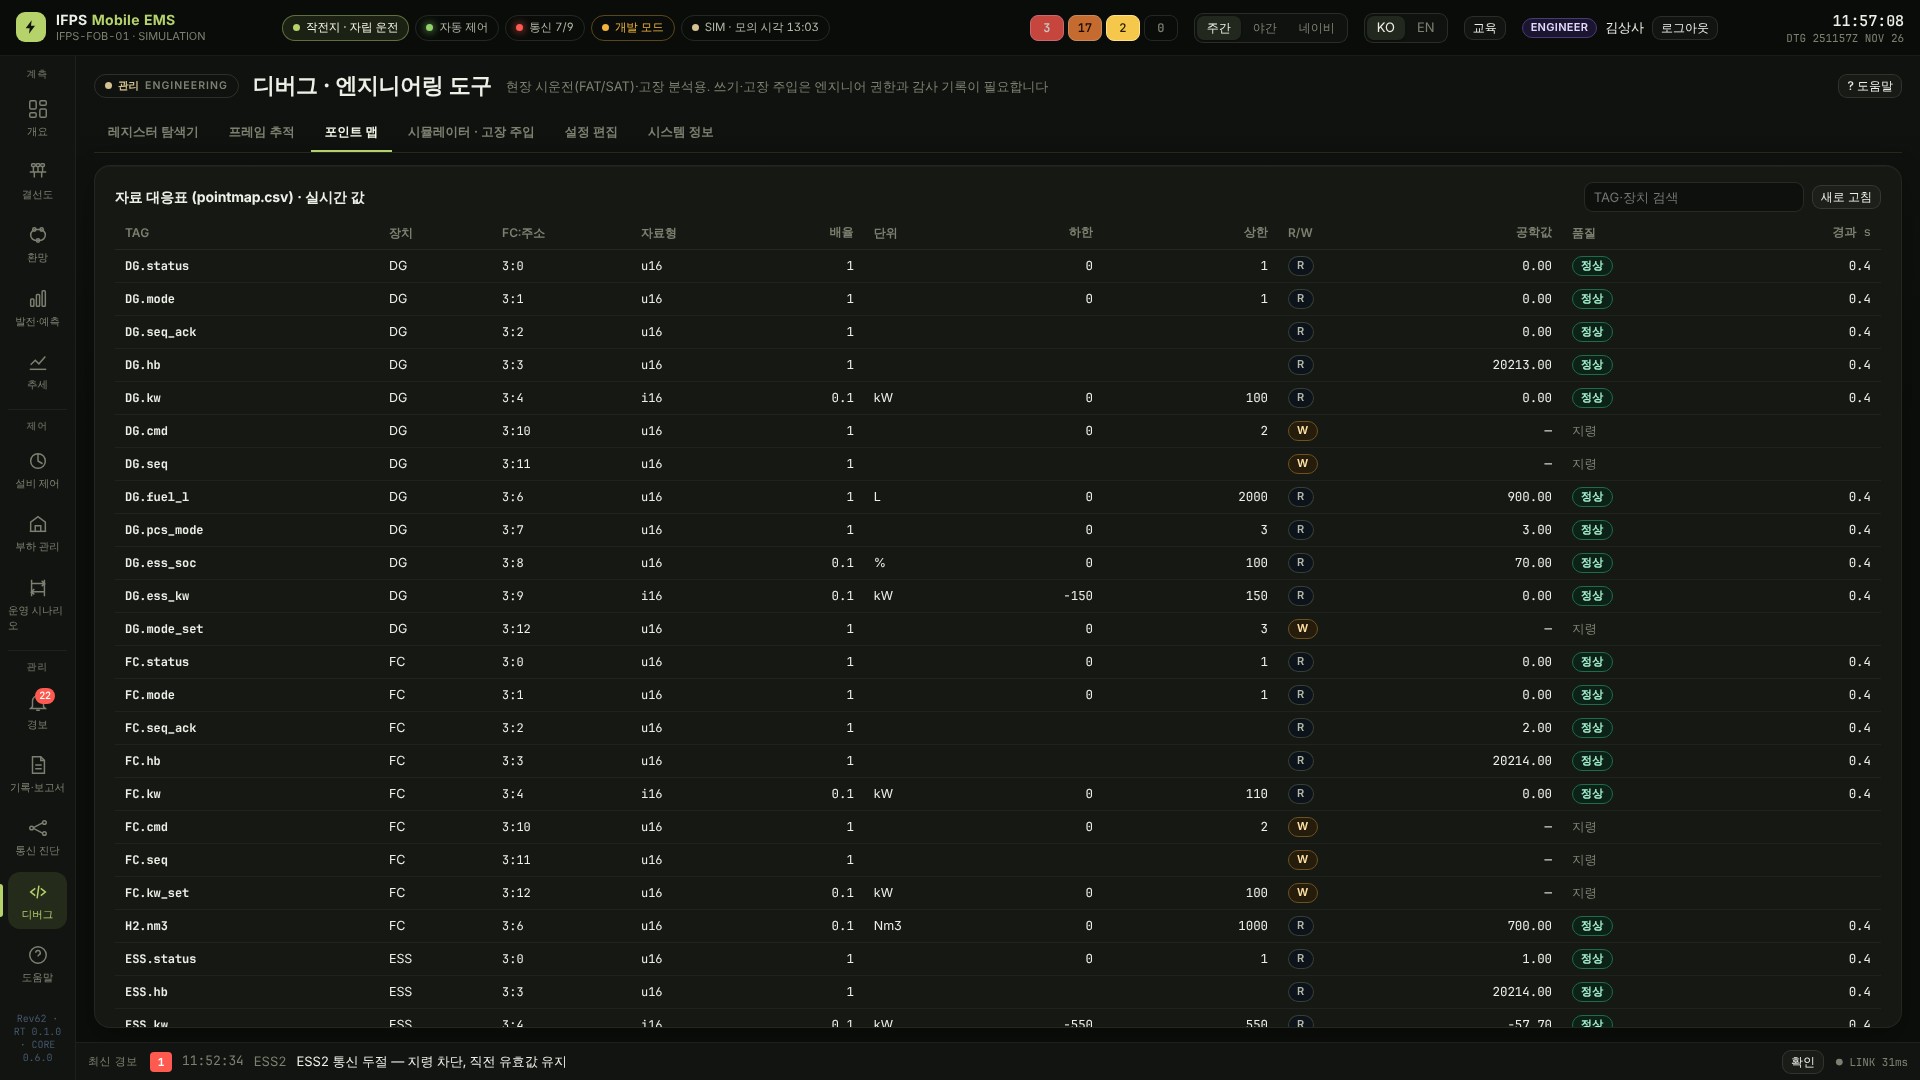 IFPS Mobile EMS
IFPS-FOB-01 · SIMULATION
작전지 · 자립 운전
자동 제어
통신 7/9
개발 모드
SIM · 모의 시각 13:03
3 17 2 0
주간 야간 네이비
KO EN
교육
ENGINEER 김상사 로그아웃
11:57:08
DTG 251157Z NOV 26
계측
개요
결선도
환망
발전·예측
추세
제어
설비 제어
부하 관리
운영 시나리
오
관리
22
경보
기록·보고서
통신 진단
디버그
도움말
Rev62 ·
RT 0.1.0
· CORE
0.6.0
관리 ENGINEERING
디버그 · 엔지니어링 도구
현장 시운전(FAT/SAT)·고장 분석용. 쓰기·고장 주입은 엔지니어 권한과 감사 기록이 필요합니다
? 도움말
레지스터 탐색기 프레임 추적 포인트 맵 시뮬레이터 · 고장 주입 설정 편집 시스템 정보
자료 대응표 (pointmap.csv) · 실시간 값
TAG·장치 검색
새로 고침
TAG 장치 FC:주소 자료형 배율 단위 하한 상한 R/W 공학값 품질 경과 s
DG.status DG 3:0 u16 1 0 1 R 0.00 정상 0.4
DG.mode DG 3:1 u16 1 0 1 R 0.00 정상 0.4
DG.seq_ack DG 3:2 u16 1 R 0.00 정상 0.4
DG.hb DG 3:3 u16 1 R 20213.00 정상 0.4
DG.kw DG 3:4 i16 0.1 kW 0 100 R 0.00 정상 0.4
DG.cmd DG 3:10 u16 1 0 2 W — 지령
DG.seq DG 3:11 u16 1 W — 지령
DG.fuel_l DG 3:6 u16 1 L 0 2000 R 900.00 정상 0.4
DG.pcs_mode DG 3:7 u16 1 0 3 R 3.00 정상 0.4
DG.ess_soc DG 3:8 u16 0.1 % 0 100 R 70.00 정상 0.4
DG.ess_kw DG 3:9 i16 0.1 kW -150 150 R 0.00 정상 0.4
DG.mode_set DG 3:12 u16 1 0 3 W — 지령
FC.status FC 3:0 u16 1 0 1 R 0.00 정상 0.4
FC.mode FC 3:1 u16 1 0 1 R 0.00 정상 0.4
FC.seq_ack FC 3:2 u16 1 R 2.00 정상 0.4
FC.hb FC 3:3 u16 1 R 20214.00 정상 0.4
FC.kw FC 3:4 i16 0.1 kW 0 110 R 0.00 정상 0.4
FC.cmd FC 3:10 u16 1 0 2 W — 지령
FC.seq FC 3:11 u16 1 W — 지령
FC.kw_set FC 3:12 u16 0.1 kW 0 100 W — 지령
H2.nm3 FC 3:6 u16 0.1 Nm3 0 1000 R 700.00 정상 0.4
ESS.status ESS 3:0 u16 1 0 1 R 1.00 정상 0.4
ESS.hb ESS 3:3 u16 1 R 20214.00 정상 0.4
ESS.kw ESS 3:4 i16 0.1 kW -550 550 R -57.70 정상 0.4
최신 경보 1 11:52:34 ESS2 ESS2 통신 두절 — 지령 차단, 직전 유효값 유지
확인
LINK 31ms